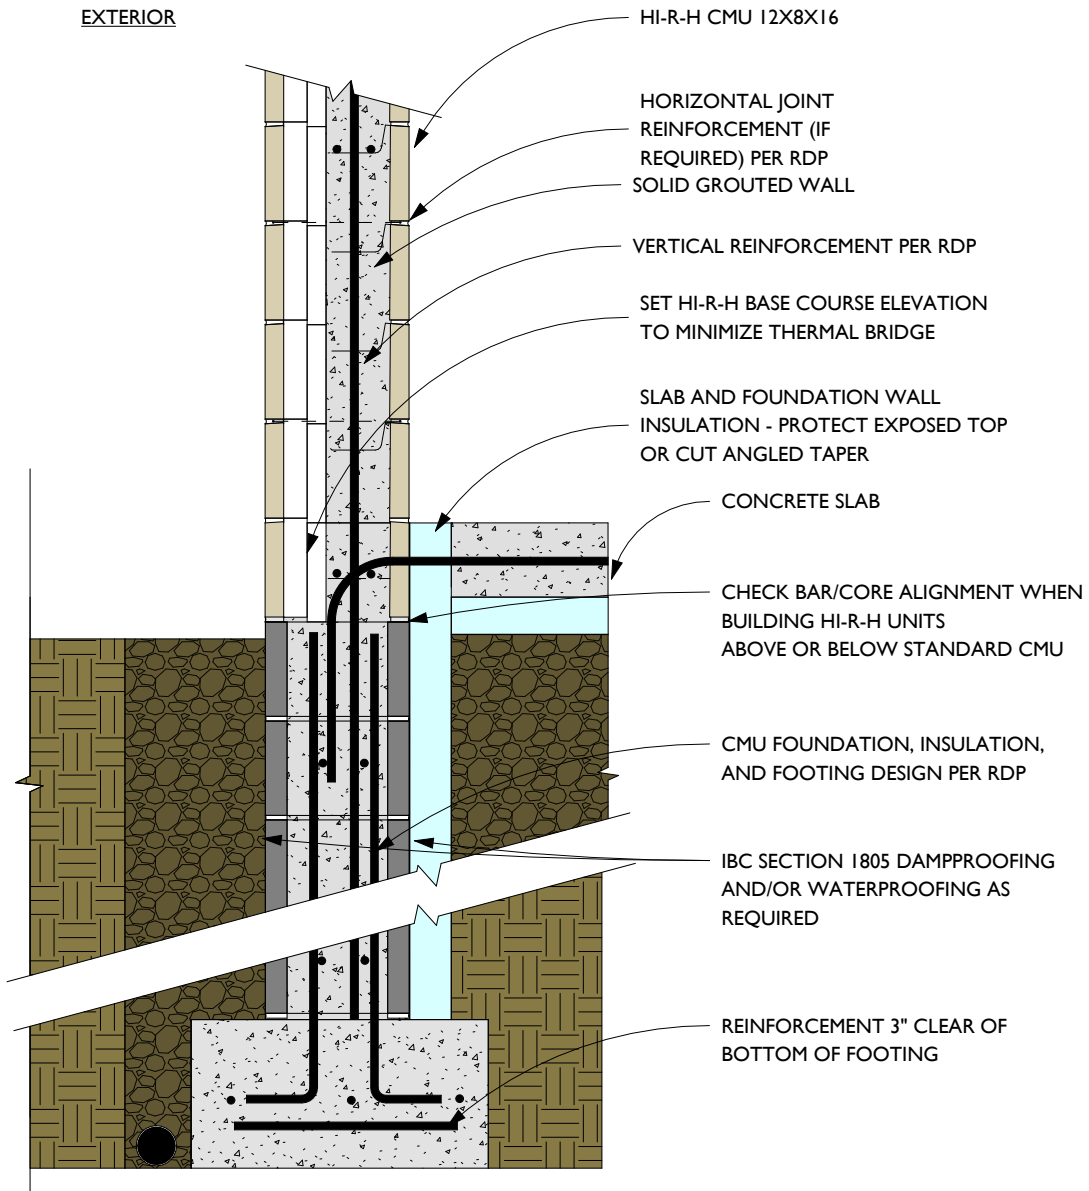 EXTERIOR
HI-R-H CMU 12X8X16
HORIZONTAL JOINT
REINFORCEMENT (IF
REQUIRED) PER RDP
SOLID GROUTED WALL
VERTICAL REINFORCEMENT PER RDP
SET HI-R-H BASE COURSE ELEVATION
TO MINIMIZE THERMAL BRIDGE
SLAB AND FOUNDATION WALL
INSULATION - PROTECT EXPOSED TOP
OR CUT ANGLED TAPER
CONCRETE SLAB
CHECK BAR/CORE ALIGNMENT WHEN
BUILDING HI-R-H UNITS
ABOVE OR BELOW STANDARD CMU
CMU FOUNDATION, INSULATION,
AND FOOTING DESIGN PER RDP
IBC SECTION 1805 DAMPPROOFING
AND/OR WATERPROOFING AS
REQUIRED
REINFORCEMENT 3" CLEAR OF
BOTTOM OF FOOTING